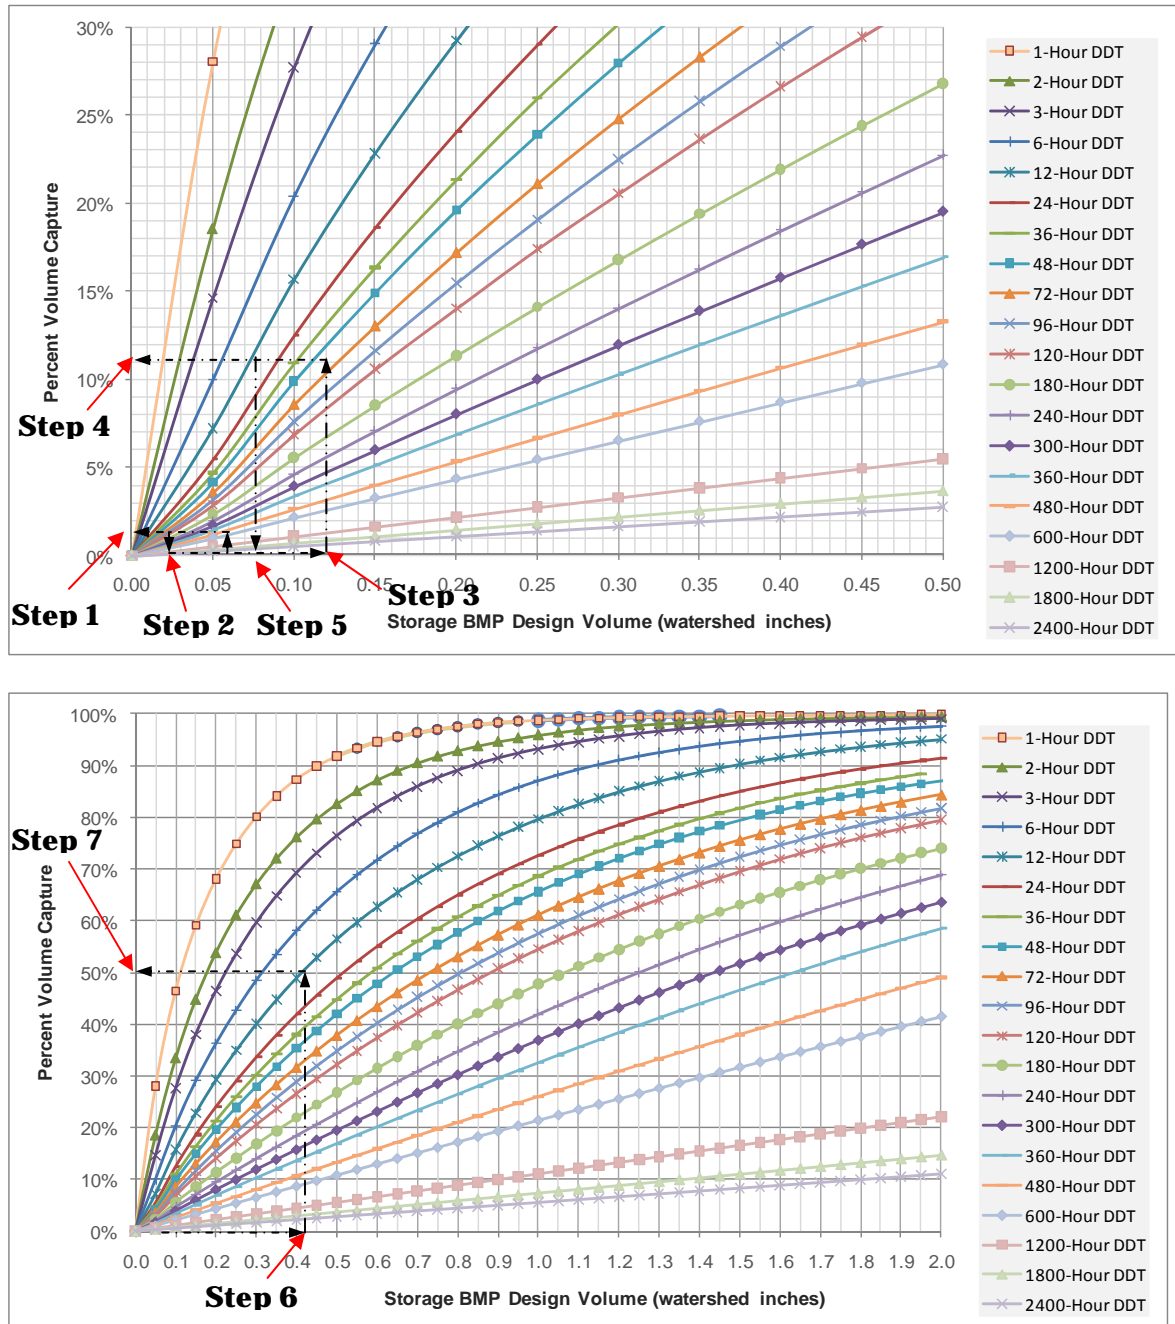 30%
25%
20%
15%
10%
5%
0%
Percent Volume Capture
0.00 0.05 0.10 0.15 0.20 0.25 0.30 0.35 0.40 0.45 0.50
Storage BMP Design Volume (watershed inches)
Step 4
Step 1
Step 2
Step 5
Step 3
1-Hour DDT
2-Hour DDT
3-Hour DDT
6-Hour DDT
12-Hour DDT
24-Hour DDT
36-Hour DDT
48-Hour DDT
72-Hour DDT
96-Hour DDT
120-Hour DDT
180-Hour DDT
240-Hour DDT
300-Hour DDT
360-Hour DDT
480-Hour DDT
600-Hour DDT
1200-Hour DDT
1800-Hour DDT
2400-Hour DDT
100%
90%
80%
70%
60%
50%
40%
30%
20%
10%
0%
Percent Volume Capture
0.0 0.1 0.2 0.3 0.4 0.5 0.6 0.7 0.8 0.9 1.0 1.1 1.2 1.3 1.4 1.5 1.6 1.7 1.8 1.9 2.0
Storage BMP Design Volume (watershed inches)
Step 7
Step 6
1-Hour DDT
2-Hour DDT
3-Hour DDT
6-Hour DDT
12-Hour DDT
24-Hour DDT
36-Hour DDT
48-Hour DDT
72-Hour DDT
96-Hour DDT
120-Hour DDT
180-Hour DDT
240-Hour DDT
300-Hour DDT
360-Hour DDT
480-Hour DDT
600-Hour DDT
1200-Hour DDT
1800-Hour DDT
2400-Hour DDT